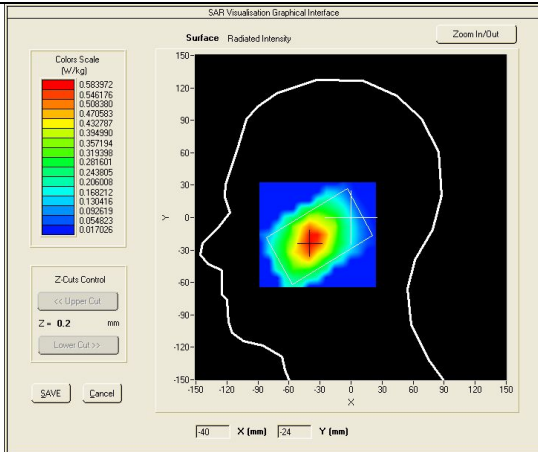 SAR Visualisation Graphical Interface
Surface Radiated Intensity
Zoom In/Out
Colors Scale
(W/kg)
0.583972
0.546176
0.508380
0.470583
0.432787
0.394990
0.357194
0.319398
0.281601
0.243805
0.206008
0.168212
0.130416
0.092619
0.054823
0.017026
Z-Cuts Control
<< Upper Cut
Z = 0.2 mm
Lower Cut >>
SAVE Cancel
150
120
90
60
30
0
-30
-60
-90
-120
-150
Y
-150 -120 -90 -60 -30 0 30 60 90 120 150
X
-40 X (mm) -24 Y (mm)